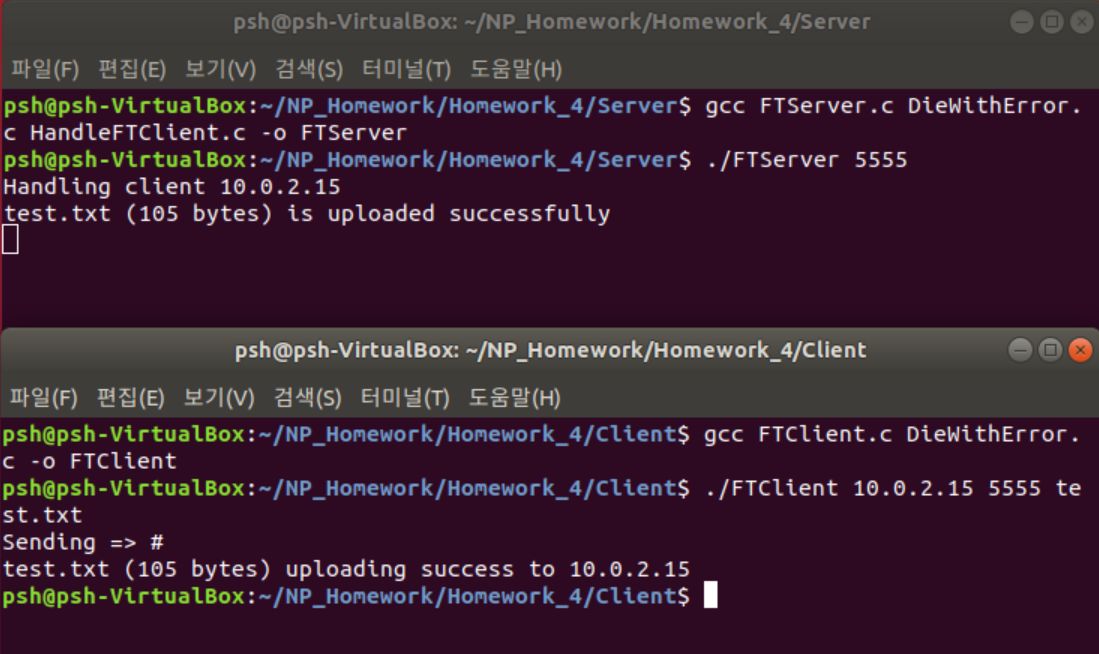 psh@psh-VirtualBox: ~/NP_Homework/Homework_4/Server
파일(F) 편집(E) 보기(V) 검색(S) 터미널(T) 도움말(H)
psh@psh-VirtualBox:~/NP_Homework/Homework_4/Server$ gcc FTServer.c DieWithError.
c HandleFTClient.c -o FTServer
psh@psh-VirtualBox:~/NP_Homework/Homework_4/Server$ ./FTServer 5555
Handling client 10.0.2.15
test.txt (105 bytes) is uploaded successfully
psh@psh-VirtualBox: ~/NP_Homework/Homework_4/Client
파일(F) 편집(E) 보기(V) 검색(S) 터미널(T) 도움말(H)
psh@psh-VirtualBox:~/NP_Homework/Homework_4/Client$ gcc FTClient.c DieWithError.
c -o FTClient
psh@psh-VirtualBox:~/NP_Homework/Homework_4/Client$ ./FTClient 10.0.2.15 5555 te
st.txt
Sending => #
test.txt (105 bytes) uploading success to 10.0.2.15
psh@psh-VirtualBox:~/NP_Homework/Homework_4/Client$